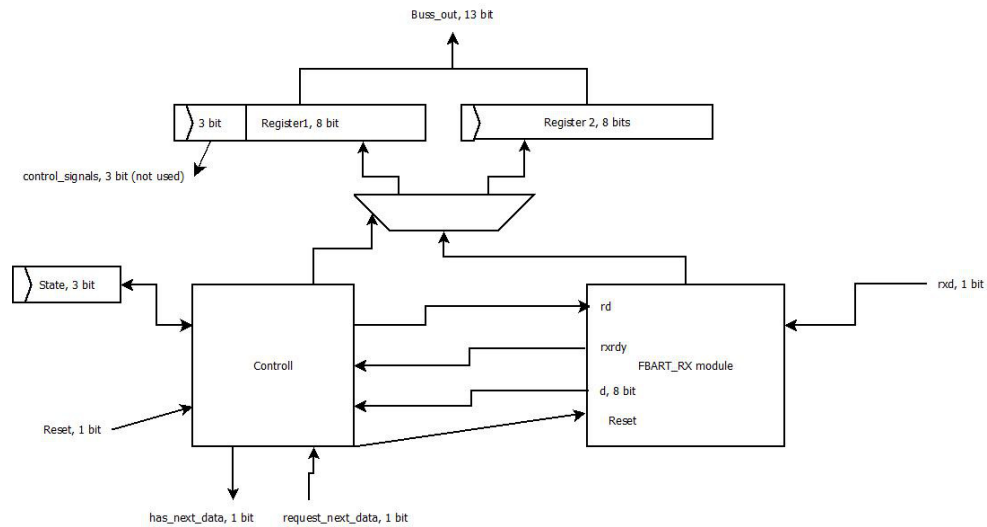 Buss_out, 13 bit
3 bit
Register1, 8 bit
Register 2, 8 bits
control_signals, 3 bit (not used)
State, 3 bit
rxd, 1 bit
rd
rxrdy
Controll
FBART_RX module
d, 8 bit
Reset
Reset, 1 bit
has_next_data, 1 bit
request_next_data, 1 bit